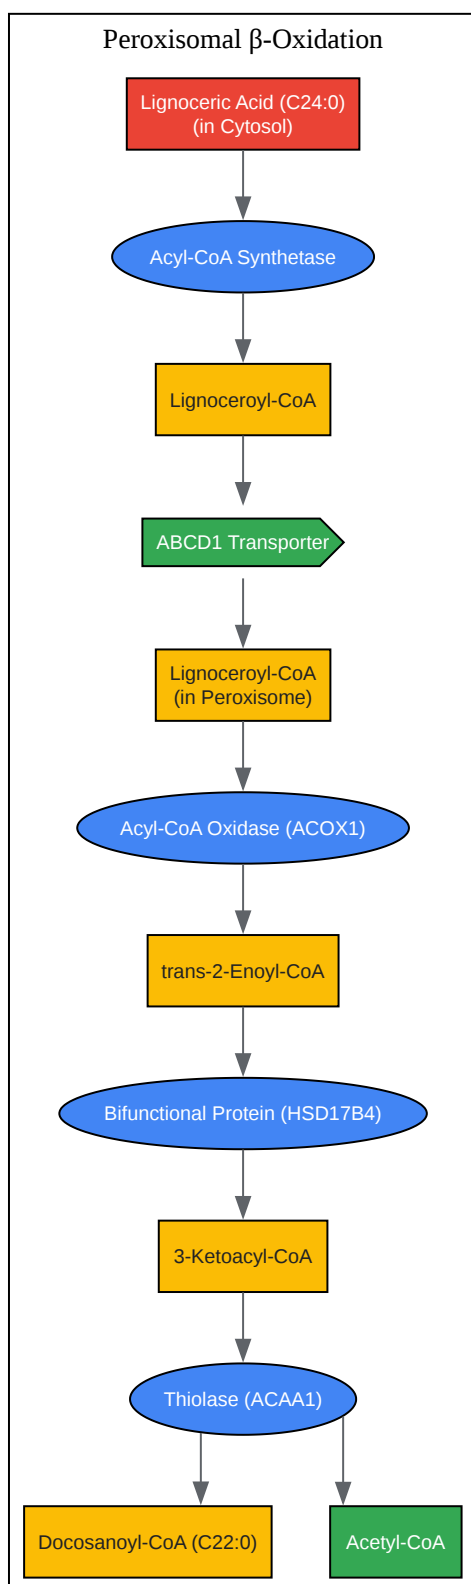 Peroxisomal β-Oxidation
Lignoceric Acid (C24:0)
(in Cytosol)
Acyl-CoA Synthetase
Lignoceroyl-CoA
ABCD1 Transporter
Lignoceroyl-CoA
(in Peroxisome)
Acyl-CoA Oxidase (ACOX1)
trans-2-Enoyl-CoA
Bifunctional Protein (HSD17B4)
3-Ketoacyl-CoA
Thiolase (ACAA1)
Docosanoyl-CoA (C22:0)
Acetyl-CoA